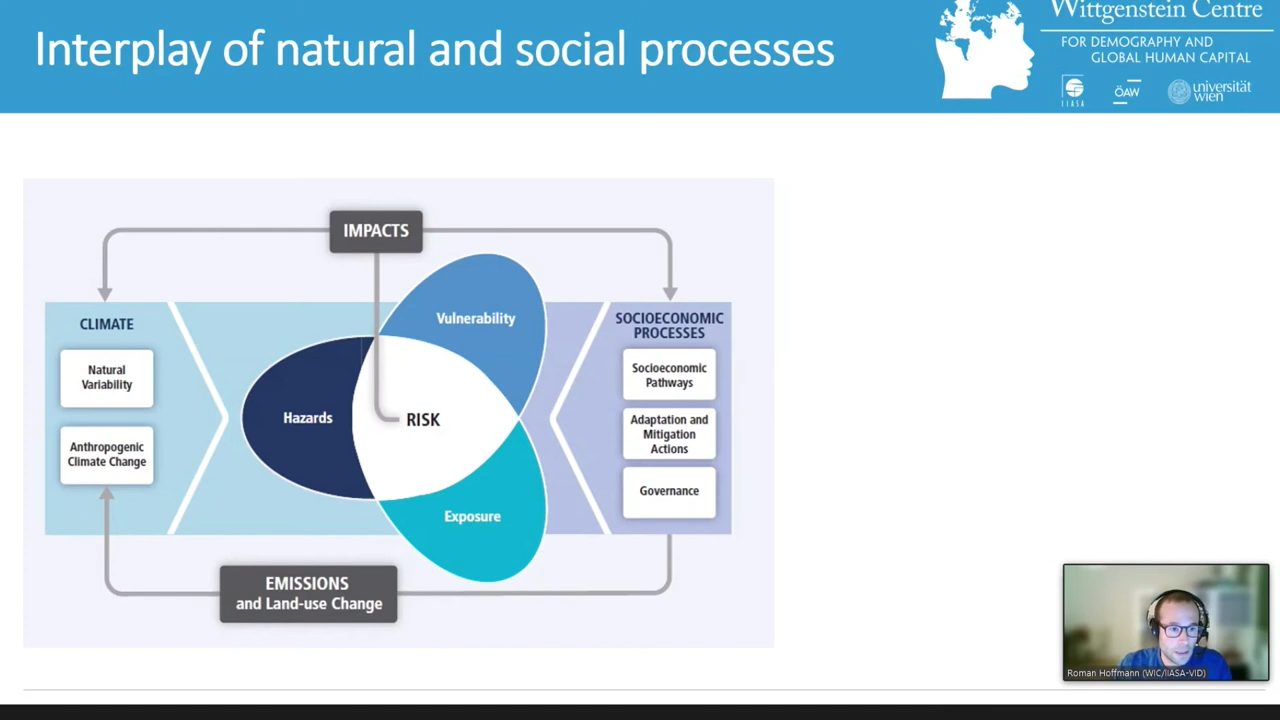 Interplay of natural and social processes
Wittgenstein Centre
FOR DEMOGRAPHY AND
GLOBAL HUMAN CAPITAL
IIASA
ÖAW
universität
wien
IMPACTS
CLIMATE
Natural
Variability
Anthropogenic
Climate Change
Vulnerability
Hazards
RISK
Exposure
SOCIOECONOMIC
PROCESSES
Socioeconomic
Pathways
Adaptation and
Mitigation
Actions
Governance
EMISSIONS
and Land-use Change
Roman Hoffmann (WIC/IIASA-VID)